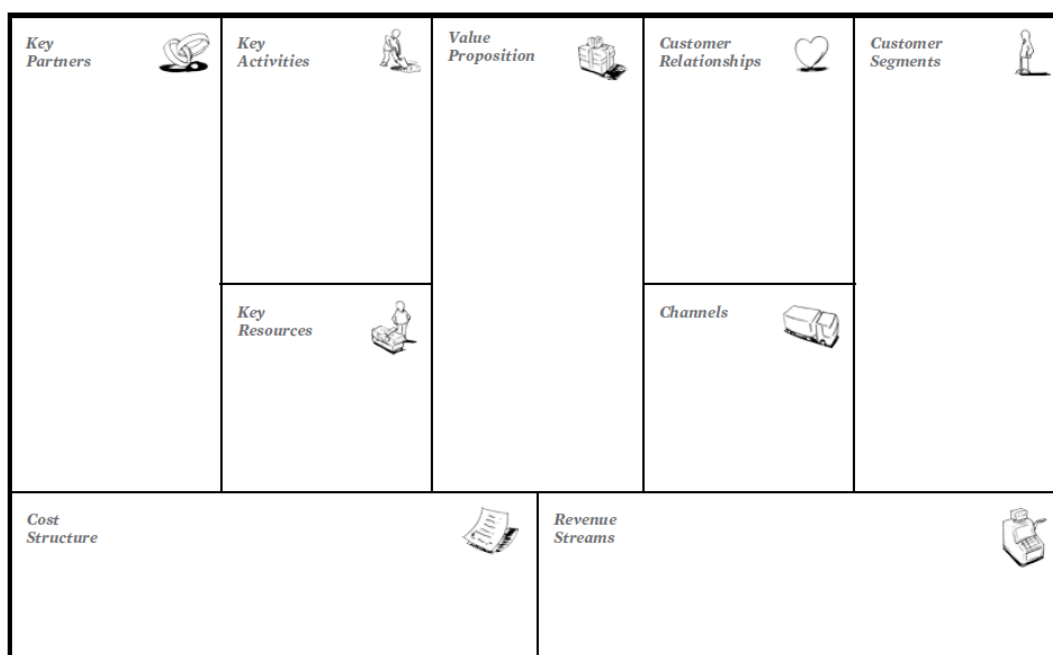 Key
Partners
Key
Activities
Value
Proposition
Customer
Relationships
Customer
Segments
Key
Resources
Channels
Cost
Structure
Revenue
Streams